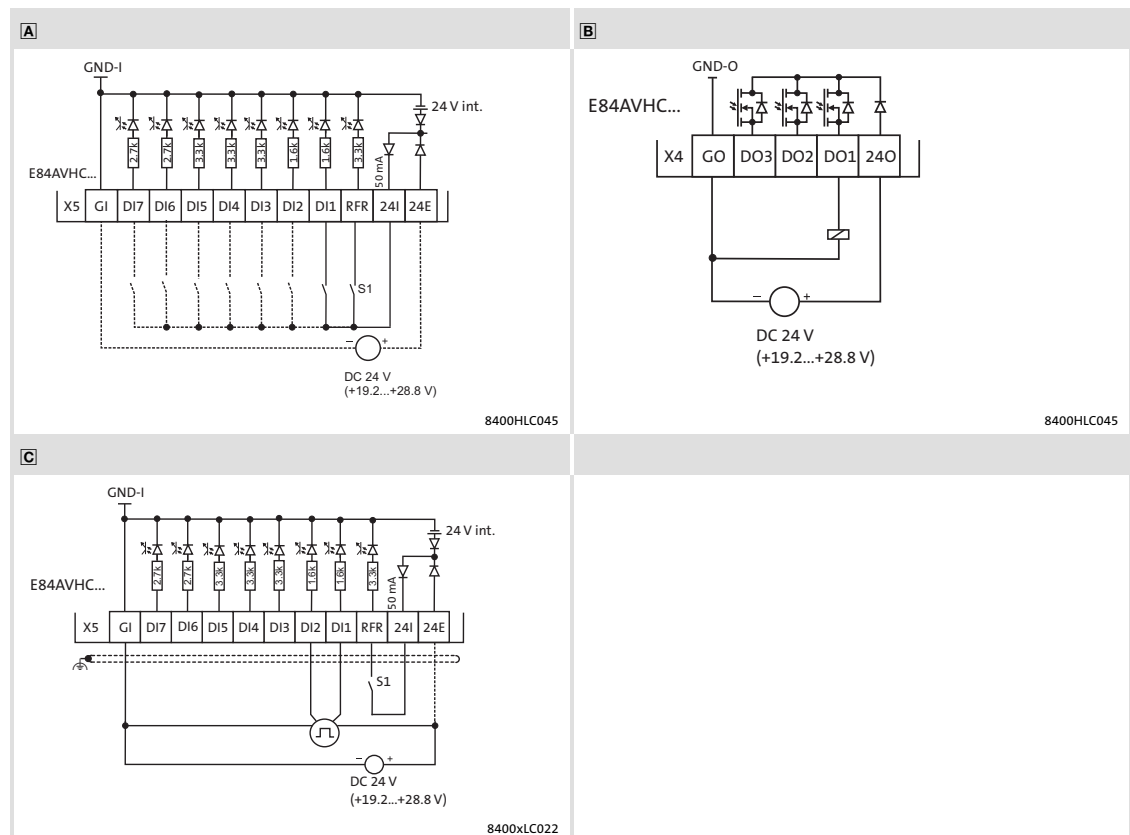 A
GND-I
24 V int.
2.7k 2.7k 3.3k 3.3k 3.3k 1.6k 1.6k 3.3k
50 mA
E84AVHC...
X5 GI DI7 DI6 DI5 DI4 DI3 DI2 DI1 RFR 24I 24E
S1
– +
DC 24 V
(+19.2...+28.8 V)
8400HLC045
B
GND-O
E84AVHC...
X4 GO DO3 DO2 DO1 24O
– +
DC 24 V
(+19.2...+28.8 V)
8400HLC045
C
GND-I
24 V int.
2.7k 2.7k 3.3k 3.3k 3.3k 1.6k 1.6k 3.3k
50 mA
E84AVHC...
X5 GI DI7 DI6 DI5 DI4 DI3 DI2 DI1 RFR 24I 24E
S1
– +
DC 24 V
(+19.2...+28.8 V)
8400xLC022